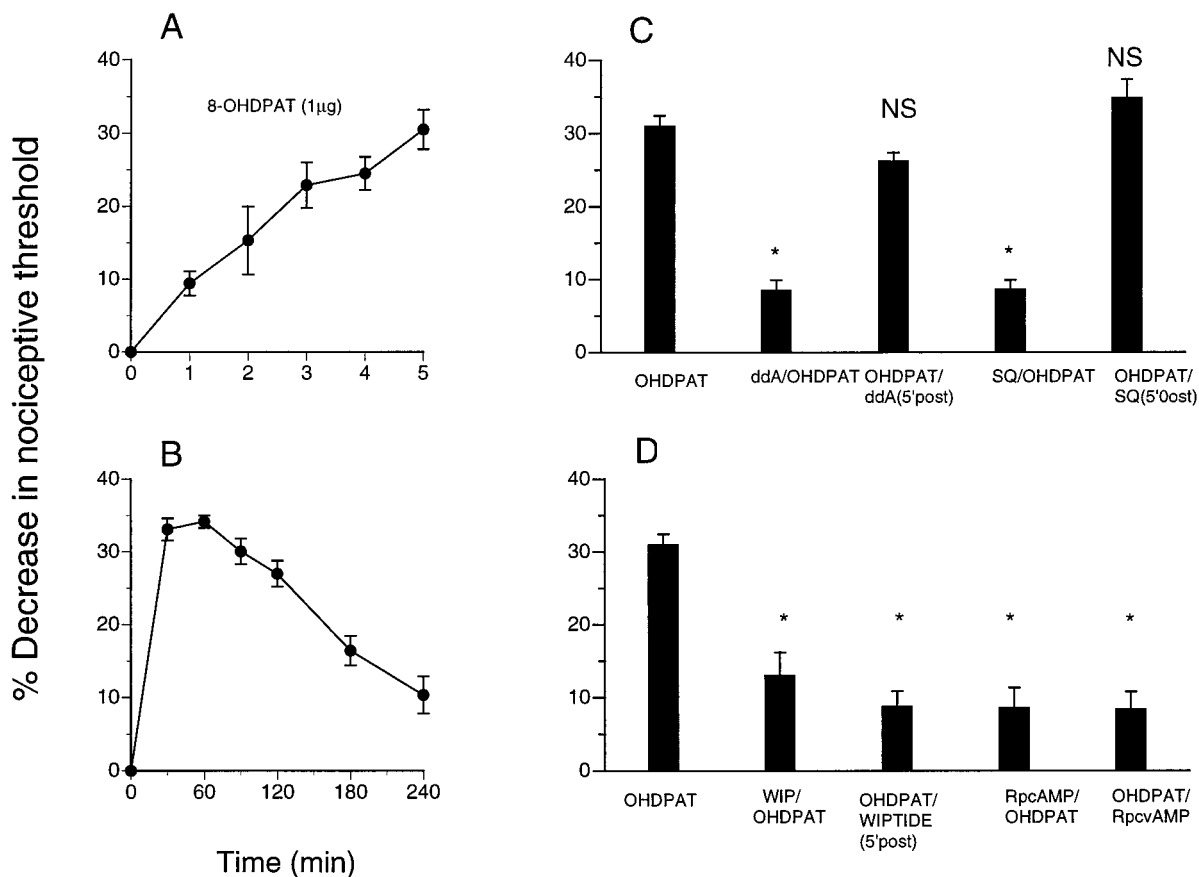 % Decrease in nociceptive threshold
A
40
30
20
10
0
8-OHDPAT (1µg)
0 1 2 3 4 5
B
40
30
20
10
0
0 60 120 180 240
Time (min)
C
40
30
20
10
0
*
NS
*
NS
OHDPAT
ddA/OHDPAT
OHDPAT/
ddA(5'post)
SQ/OHDPAT
OHDPAT/
SQ(5'0ost)
D
40
30
20
10
0
* * * *
OHDPAT
WIP/
OHDPAT
OHDPAT/
WIPTIDE
(5'post)
RpcAMP/
OHDPAT
OHDPAT/
RpcvAMP